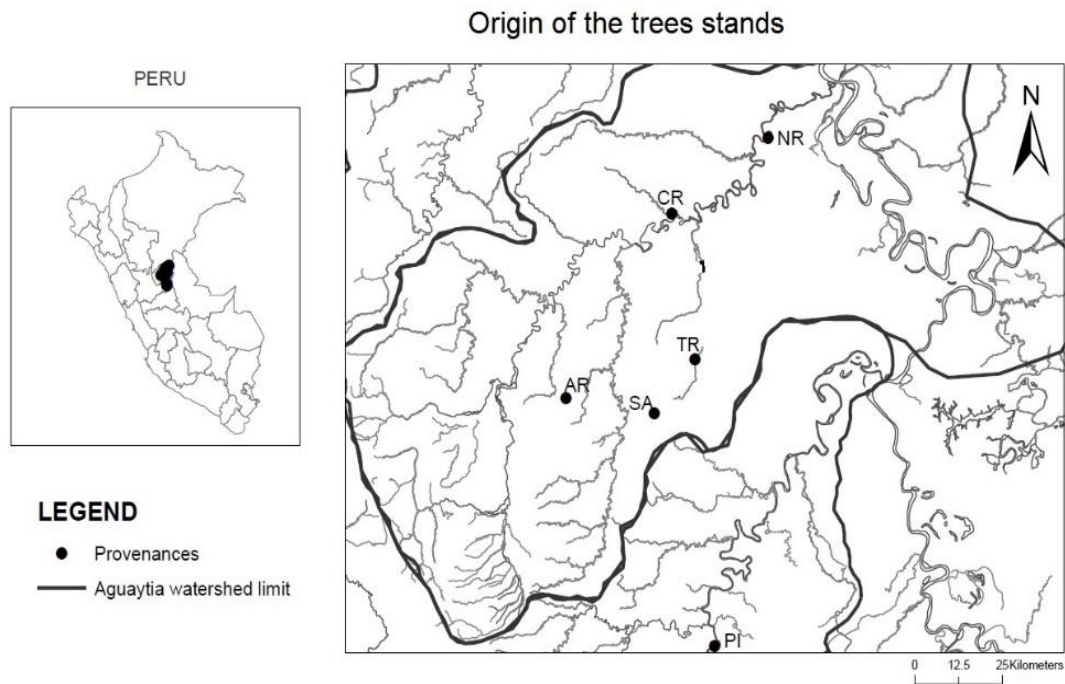 Origin of the trees stands
PERU
N
NR
CR
TR
AR
SA
PI
LEGEND
Provenances
Aguaytia watershed limit
0 12.5 25Kilometers